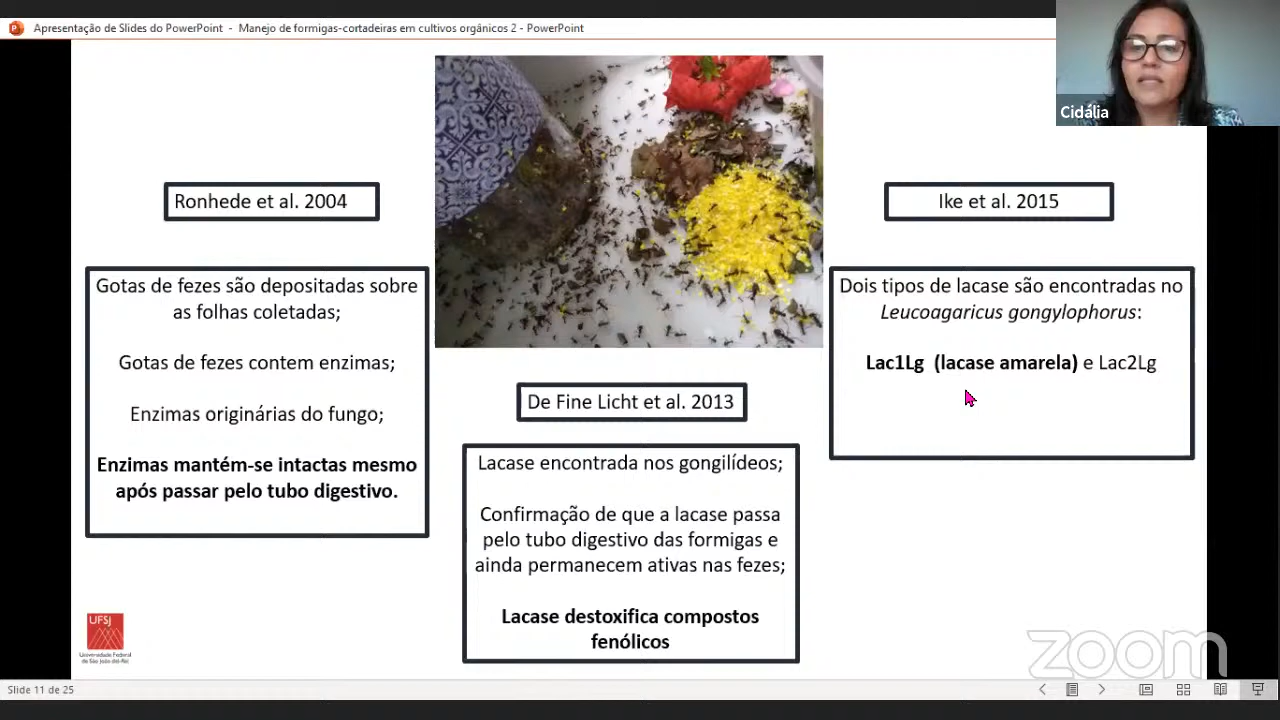 Apresentação de Slides do PowerPoint - Manejo de formigas-cortadeiras em cultivos orgânicos 2 - PowerPoint
Cidália
Ronhede et al. 2004
Gotas de fezes são depositadas sobre
as folhas coletadas;
Gotas de fezes contem enzimas;
Enzimas originárias do fungo;
Enzimas mantém-se intactas mesmo
após passar pelo tubo digestivo.
De Fine Licht et al. 2013
Lacase encontrada nos gongilídeos;
Confirmação de que a lacase passa
pelo tubo digestivo das formigas e
ainda permanecem ativas nas fezes;
Lacase destoxifica compostos
fenólicos
Ike et al. 2015
Dois tipos de lacase são encontradas no
Leucoagaricus gongylophorus:
Lac1Lg (lacase amarela) e Lac2Lg
UFSJ
Universidade Federal
de São João del-Rei
zoom
Slide 11 de 25